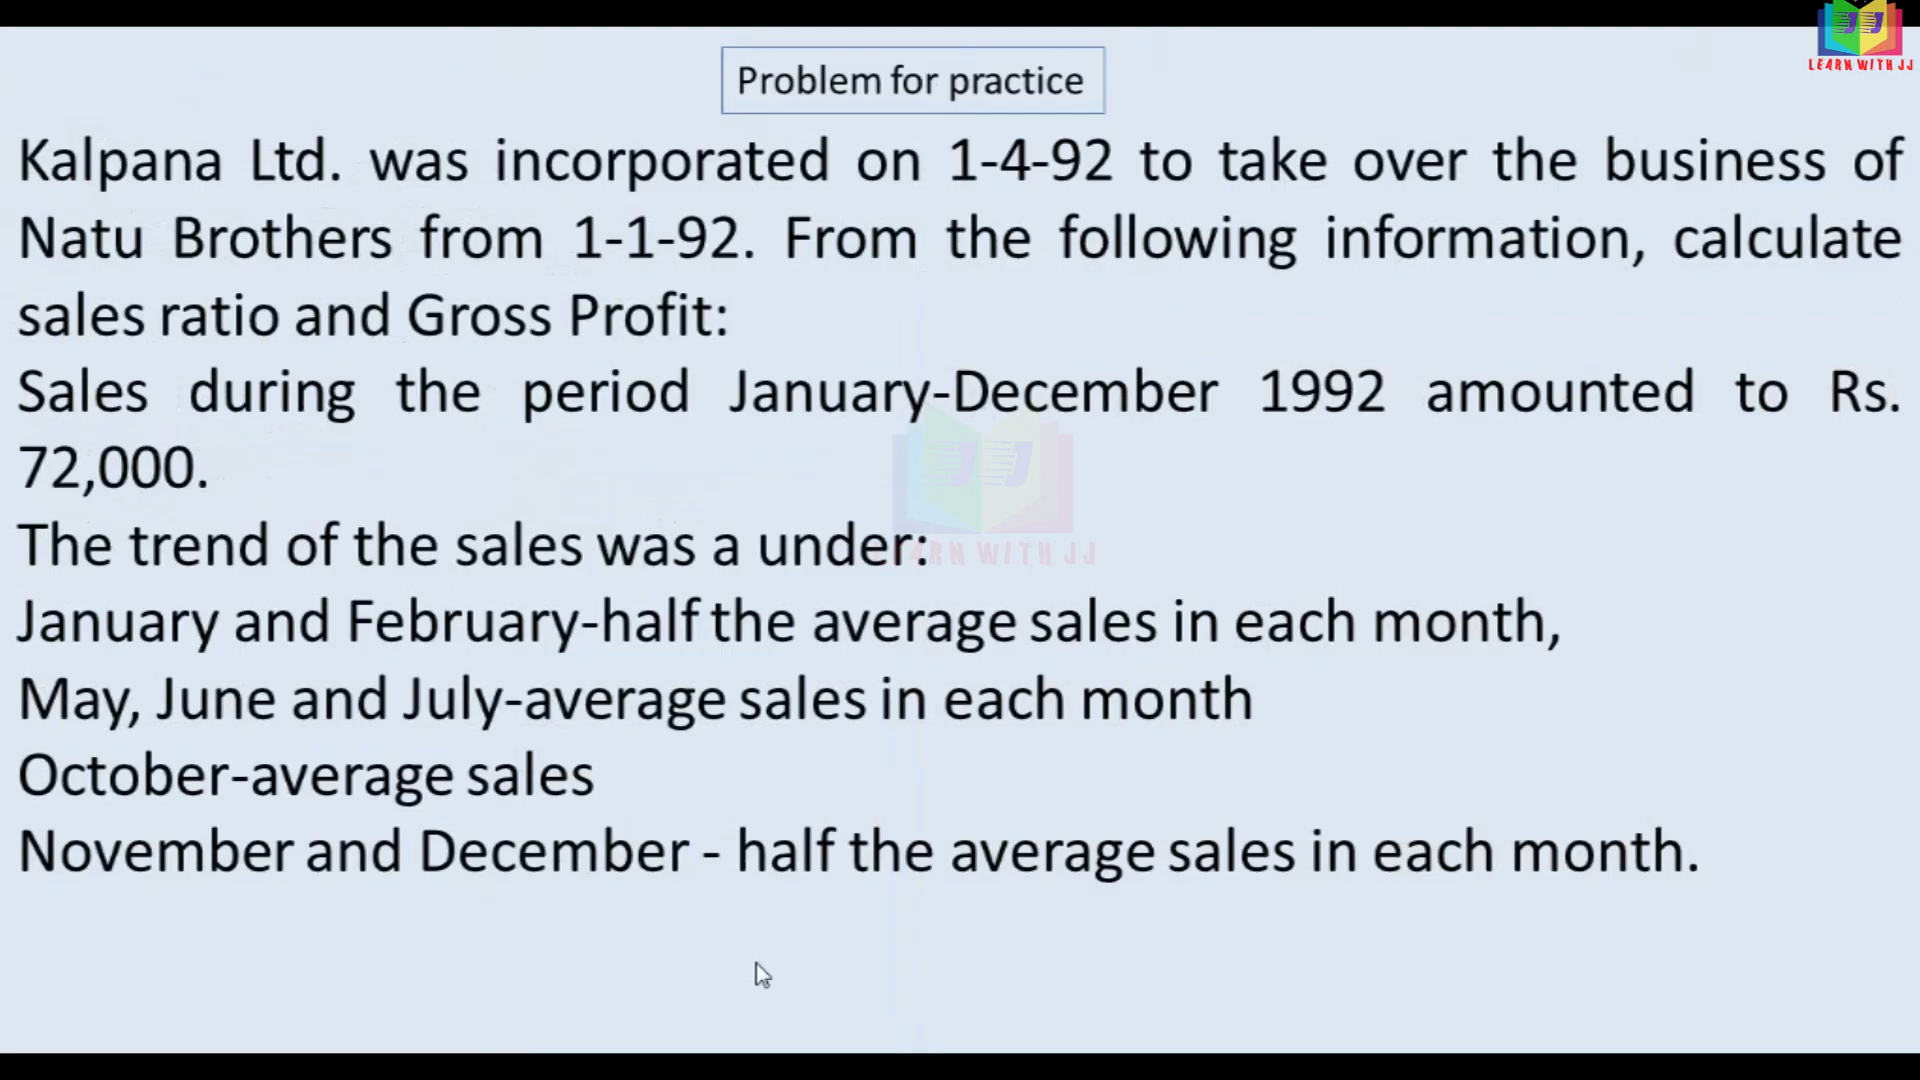 LEARN WITH JJ
Problem for practice
Kalpana Ltd. was incorporated on 1-4-92 to take over the business of
Natu Brothers from 1-1-92. From the following information, calculate
sales ratio and Gross Profit:
Sales during the period January-December 1992 amounted to Rs.
72,000.
The trend of the sales was a under:
LEARN WITH JJ
January and February-half the average sales in each month,
May, June and July-average sales in each month
October-average sales
November and December - half the average sales in each month.